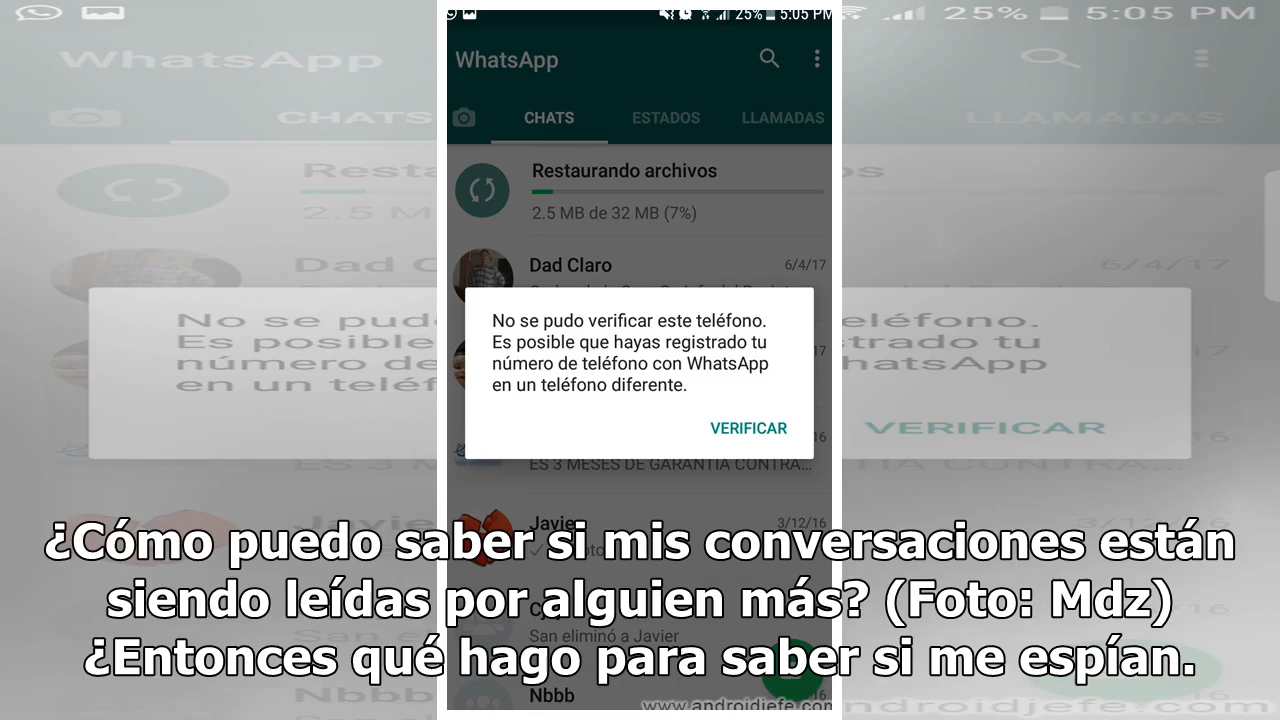 25% 5:05 PM
WhatsApp
CHATS ESTADOS LLAMADAS
Restaurando archivos
2.5 MB de 32 MB (7%)
Dad Claro 6/4/17
No se pudo verificar este teléfono.
Es posible que hayas registrado tu
número de teléfono con WhatsApp
en un teléfono diferente.
VERIFICAR
ES 3 MESES DE GARANTIA CONTRA...
Javier 3/12/16
San eliminó a Javier
Nbbb
www.androidjefe.com
¿Cómo puedo saber si mis conversaciones están
siendo leídas por alguien más? (Foto: Mdz)
¿Entonces qué hago para saber si me espían.